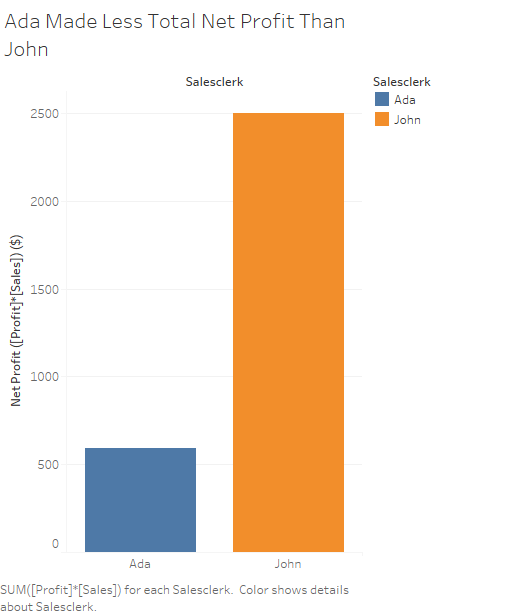 Ada Made Less Total Net Profit Than
John
Salesclerk
Salesclerk
Ada
John
2500
2000
1500
1000
500
0
Net Profit ([Profit]*[Sales]) ($)
Ada
John
SUM([Profit]*[Sales]) for each Salesclerk. Color shows details
about Salesclerk.